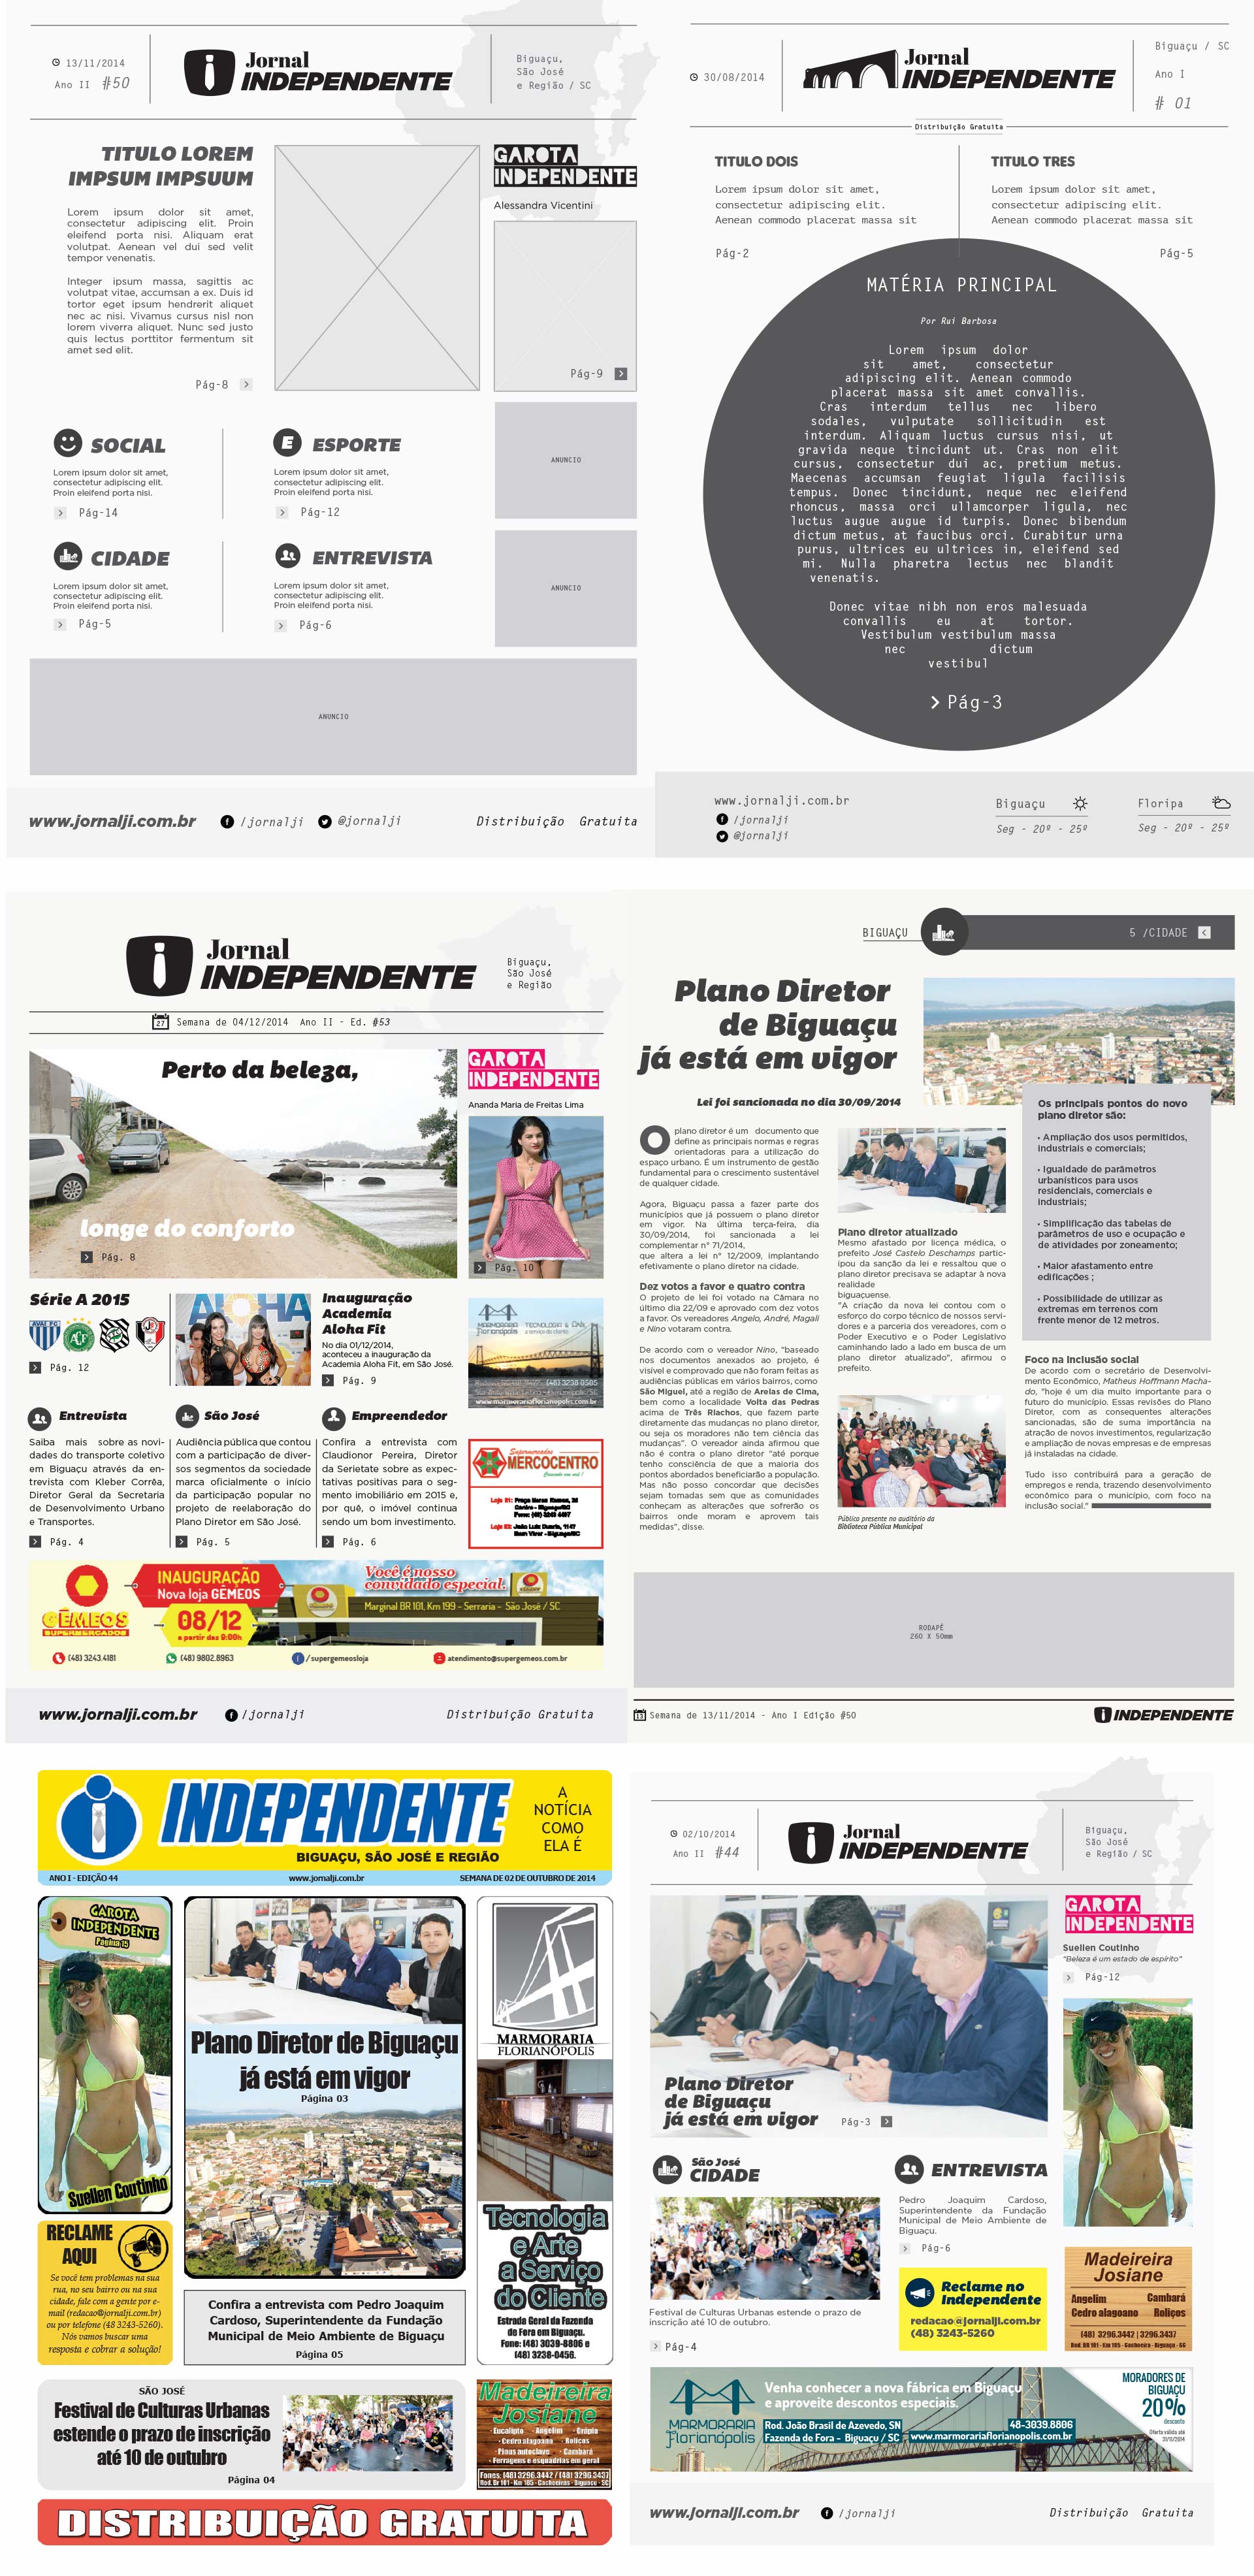 13/11/2014
Ano II #50
Jornal
INDEPENDENTE
Biguaçu,
São José
e Região / SC
TITULO LOREM
IMPSUM IMPSUUM
Lorem ipsum dolor sit amet,
consectetur adipiscing elit. Proin
eleifend porta nisi. Aliquam erat
volutpat. Aenean vel dui sed velit
tempor venenatis.
Integer ipsum massa, sagittis ac
volutpat vitae, accumsan a ex. Duis id
tortor eget ipsum hendrerit aliquet
nec ac nisi. Vivamus cursus nisl non
lorem viverra aliquet. Nunc sed justo
quis lectus porttitor fermentum sit
amet sed elit.
Pág-8
GAROTA
INDEPENDENTE
Alessandra Vicentini
Pág-9
SOCIAL
Lorem ipsum dolor sit amet,
consectetur adipiscing elit.
Proin eleifend porta nisi.
Pág-14
E ESPORTE
Lorem ipsum dolor sit amet,
consectetur adipiscing elit.
Proin eleifend porta nisi.
Pág-12
ANUNCIO
CIDADE
Lorem ipsum dolor sit amet,
consectetur adipiscing elit.
Proin eleifend porta nisi.
Pág-5
ENTREVISTA
Lorem ipsum dolor sit amet,
consectetur adipiscing elit.
Proin eleifend porta nisi.
Pág-6
ANUNCIO
ANUNCIO
www.jornalji.com.br
/jornalji
@jornalji
Distribuição Gratuita
30/08/2014
Jornal
INDEPENDENTE
Biguaçu / SC
Ano I
# 01
Distribuição Gratuita
TITULO DOIS
Lorem ipsum dolor sit amet,
consectetur adipiscing elit.
Aenean commodo placerat massa sit
Pág-2
TITULO TRES
Lorem ipsum dolor sit amet,
consectetur adipiscing elit.
Aenean commodo placerat massa sit
Pág-5
MATÉRIA PRINCIPAL
Por Rui Barbosa
Lorem ipsum dolor
sit amet, consectetur
adipiscing elit. Aenean commodo
placerat massa sit amet convallis.
Cras interdum tellus nec libero
sodales, vulputate sollicitudin est
interdum. Aliquam luctus cursus nisi, ut
gravida neque tincidunt ut. Cras non elit
cursus, consectetur dui ac, pretium metus.
Maecenas accumsan feugiat ligula facilisis
tempus. Donec tincidunt, neque nec eleifend
rhoncus, massa orci ullamcorper ligula, nec
luctus augue augue id turpis. Donec bibendum
dictum metus, at faucibus orci. Curabitur urna
purus, ultrices eu ultrices in, eleifend sed
mi. Nulla pharetra lectus nec blandit
venenatis.
Donec vitae nibh non eros malesuada
convallis eu at tortor.
Vestibulum vestibulum massa
nec dictum
vestibul
Pág-3
www.jornalji.com.br
/jornalji
@jornalji
Biguaçu
Seg - 20º - 25º
Floripa
Seg - 20º - 25º
Jornal
INDEPENDENTE
Biguaçu,
São José
e Região
27 Semana de 04/12/2014 Ano II - Ed. #53
Perto da beleza,
longe do conforto
Pág. 8
GAROTA
INDEPENDENTE
Ananda Maria de Freitas Lima
Pág. 10
Série A 2015
AVAÍ FC
Pág. 12
ALOHA
Inauguração
Academia
Aloha Fit
No dia 01/12/2014,
aconteceu a inauguração da
Academia Aloha Fit, em São José.
Pág. 9
MARMORARIA
Florianópolis
www.marmorariaflorianopolis.com.br
Entrevista
Saiba mais sobre as novi-
dades do transporte coletivo
em Biguaçu através da en-
trevista com Kleber Corrêa,
Diretor Geral da Secretaria
de Desenvolvimento Urbano
e Transportes.
Pág. 4
São José
Audiência pública que contou
com a participação de diver-
sos segmentos da sociedade
marca oficialmente o início
da participação popular no
projeto de reelaboração do
Plano Diretor em São José.
Pág. 5
Empreendedor
Confira a entrevista com
Claudionor Pereira, Diretor
da Serietate sobre as expec-
tativas positivas para o seg-
mento imobiliário em 2015 e,
por quê, o imóvel continua
sendo um bom investimento.
Pág. 6
Supermercados
MERCOCENTRO
GÊMEOS
SUPERMERCADOS
INAUGURAÇÃO
Nova loja GÊMEOS
08/12
a partir das 9:00h
Você é nosso
convidado especial.
Marginal BR 101, Km 199 - Serraria - São José / SC
(48) 3243.4181
(48) 9802.8963
/supergemeosloja
atendimento@supergemeos.com.br
www.jornalji.com.br
/jornalji
Distribuição Gratuita
BIGUAÇU
5 /CIDADE
Plano Diretor
de Biguaçu
já está em vigor
Lei foi sancionada no dia 30/09/2014
O plano diretor é um documento que
define as principais normas e regras
orientadoras para a utilização do
espaço urbano. É um instrumento de gestão
fundamental para o crescimento sustentável
de qualquer cidade.
Agora, Biguaçu passa a fazer parte dos
municípios que já possuem o plano diretor
em vigor. Na última terça-feira, dia
30/09/2014, foi sancionada a lei
complementar n° 71/2014,
que altera a lei n° 12/2009, implantando
efetivamente o plano diretor na cidade.
Dez votos a favor e quatro contra
O projeto de lei foi votado na Câmara no
último dia 22/09 e aprovado com dez votos
a favor. Os vereadores Angelo, André, Magali
e Nino votaram contra.
De acordo com o vereador Nino, "baseado
nos documentos anexados ao projeto, é
visível e comprovado que não foram feitas as
audiências públicas em vários bairros, como
São Miguel, até a região de Areias de Cima,
bem como a localidade Volta das Pedras
acima de Três Riachos, que fazem parte
diretamente das mudanças no plano diretor,
ou seja os moradores não tem ciência das
mudanças". O vereador ainda afirmou que
não é contra o plano diretor "até porque
tenho consciência de que a maioria dos
pontos abordados beneficiarão a população.
Mas não posso concordar que decisões
sejam tomadas sem que as comunidades
conheçam as alterações que sofrerão os
bairros onde moram e aprovem tais
medidas", disse.
Plano diretor atualizado
Mesmo afastado por licença médica, o
prefeito José Castelo Deschamps partic-
ipou da sanção da lei e ressaltou que o
plano diretor precisava se adaptar à nova
realidade
biguaçuense.
"A criação da nova lei contou com o
esforço do corpo técnico de nossos servi-
dores e a parceria dos vereadores, com o
Poder Executivo e o Poder Legislativo
caminhando lado a lado em busca de um
plano diretor atualizado", afirmou o
prefeito.
Público presente no auditório da
Biblioteca Pública Municipal
Os principais pontos do novo
plano diretor são:
• Ampliação dos usos permitidos,
industriais e comerciais;
• Igualdade de parâmetros
urbanísticos para usos
residenciais, comerciais e
industriais;
• Simplificação das tabelas de
parâmetros de uso e ocupação e
de atividades por zoneamento;
• Maior afastamento entre
edificações ;
• Possibilidade de utilizar as
extremas em terrenos com
frente menor de 12 metros.
Foco na inclusão social
De acordo com o secretário de Desenvolvi-
mento Econômico, Matheus Hoffmann Macha-
do, "hoje é um dia muito importante para o
futuro do município. Essas revisões do Plano
Diretor, com as consequentes alterações
sancionadas, são de suma importância na
atração de novos investimentos, regularização
e ampliação de novas empresas e de empresas
já instaladas na cidade.
Tudo isso contribuirá para a geração de
empregos e renda, trazendo desenvolvimento
econômico para o município, com foco na
inclusão social."
RODAPÉ
260 X 50mm
13 Semana de 13/11/2014 - Ano I Edição #50
INDEPENDENTE
INDEPENDENTE
BIGUAÇU, SÃO JOSÉ E REGIÃO
A
NOTÍCIA
COMO
ELA É
ANO I - EDIÇÃO 44
www.jornalji.com.br
SEMANA DE 02 DE OUTUBRO DE 2014
GAROTA
INDEPENDENTE
Página 15
Suellen Coutinho
Plano Diretor de Biguaçu
já está em vigor
Página 03
MARMORARIA
FLORIANÓPOLIS
Tecnologia
e Arte
a Serviço
do Cliente
Estrada Geral da Fazenda
de Fora em Biguaçu.
Fone: (48) 3039-8806 e
(48) 3238-0456.
RECLAME
AQUI
Se você tem problemas na sua
rua, no seu bairro ou na sua
cidade, fale com a gente por e-
mail (redacao@jornalji.com.br)
ou por telefone (48 3243-5260).
Nós vamos buscar uma
resposta e cobrar a solução!
Confira a entrevista com Pedro Joaquim
Cardoso, Superintendente da Fundação
Municipal de Meio Ambiente de Biguaçu
Página 05
SÃO JOSÉ
Festival de Culturas Urbanas
estende o prazo de inscrição
até 10 de outubro
Página 04
Madeireira
Josiane
· Eucalipto · Angelim · Grápia
· Cedro alagoano · Roliços
· Pinus autoclave · Cambará
· Ferragens e esquadrias em geral
Fones: (48) 3296.3442 / (48) 3296.3437
DISTRIBUIÇÃO GRATUITA
02/10/2014
Ano II #44
Jornal
INDEPENDENTE
Biguaçu,
São José
e Região / SC
Plano Diretor
de Biguaçu
já está em vigor
Pág-3
GAROTA
INDEPENDENTE
Suellen Coutinho
"Beleza é um estado de espírito"
Pág-12
São José
CIDADE
Festival de Culturas Urbanas estende o prazo de
inscrição até 10 de outubro.
Pág-4
ENTREVISTA
Pedro Joaquim Cardoso,
Superintendente da Fundação
Municipal de Meio Ambiente de
Biguaçu.
Pág-6
Reclame no
Independente
redacao@jornalji.com.br
(48) 3243-5260
Madeireira
Josiane
Angelim Cambará
Cedro alagoano Roliços
(48) 3296.3442 | 3296.3437
MARMORARIA
Florianópolis
Venha conhecer a nova fábrica em Biguaçu
e aproveite descontos especiais.
Rod. João Brasil de Azevedo, SN
Fazenda de Fora - Biguaçu / SC
48-3039.8806
www.marmorariaflorianopolis.com.br
MORADORES DE
BIGUAÇU
20%
desconto
Oferta válida até
31/11/2014
www.jornalji.com.br
/jornalji
Distribuição Gratuita